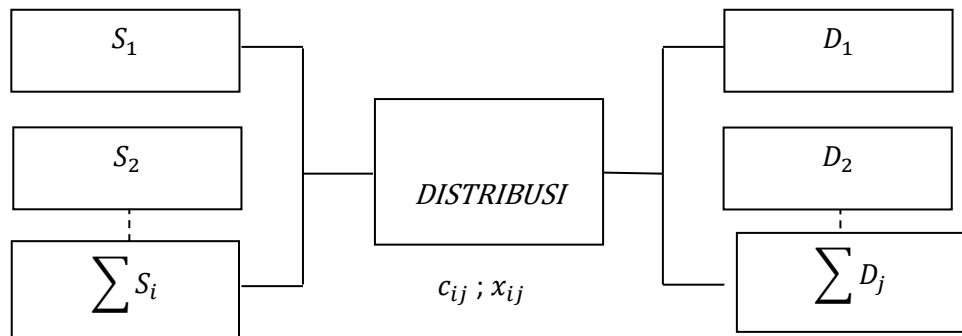 S₁
D₁
S₂
D₂
DISTRIBUSI
∑ Sᵢ
∑ Dⱼ
cᵢⱼ ; xᵢⱼ